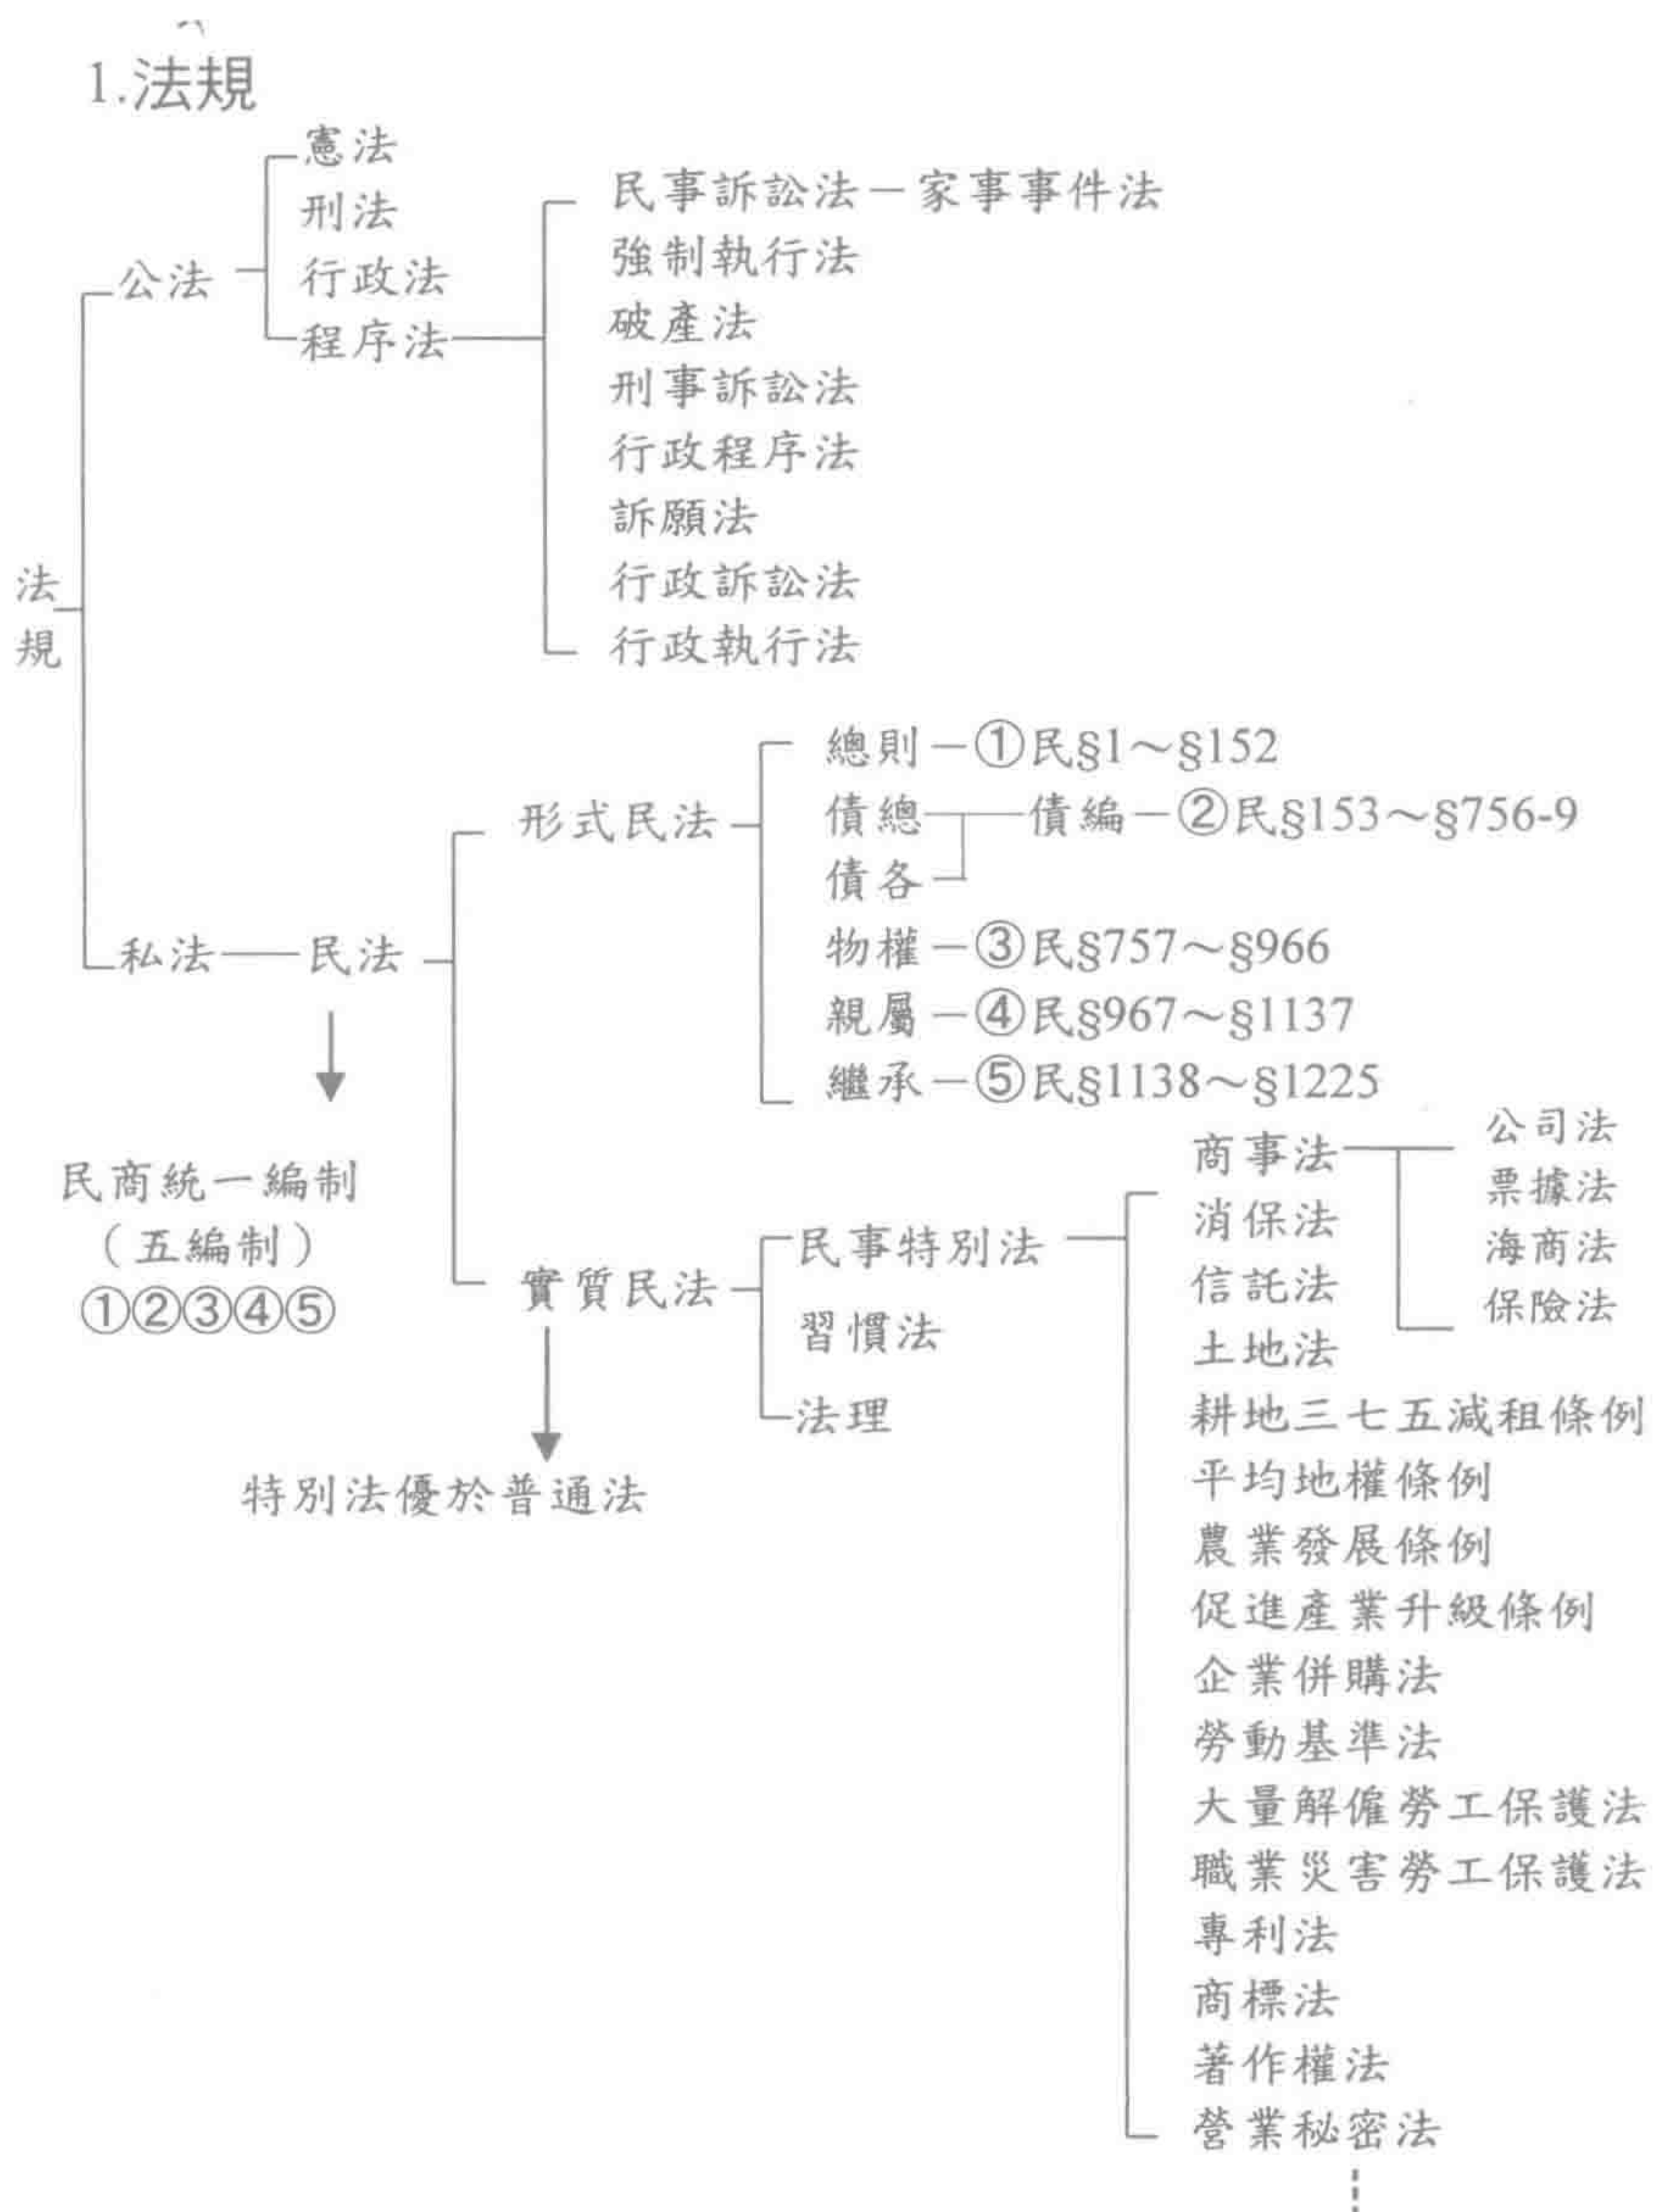 1.法規
法規
公法
憲法
刑法
行政法
程序法
民事訴訟法－家事事件法
強制執行法
破產法
刑事訴訟法
行政程序法
訴願法
行政訴訟法
行政執行法
私法
民法
民商統一編制
（五編制）
①②③④⑤
形式民法
總則－①民§1～§152
債總
債各
債編－②民§153～§756-9
物權－③民§757～§966
親屬－④民§967～§1137
繼承－⑤民§1138～§1225
實質民法
特別法優於普通法
民事特別法
習慣法
法理
商事法
公司法
票據法
海商法
保險法
消保法
信託法
土地法
耕地三七五減租條例
平均地權條例
農業發展條例
促進產業升級條例
企業併購法
勞動基準法
大量解僱勞工保護法
職業災害勞工保護法
專利法
商標法
著作權法
營業秘密法